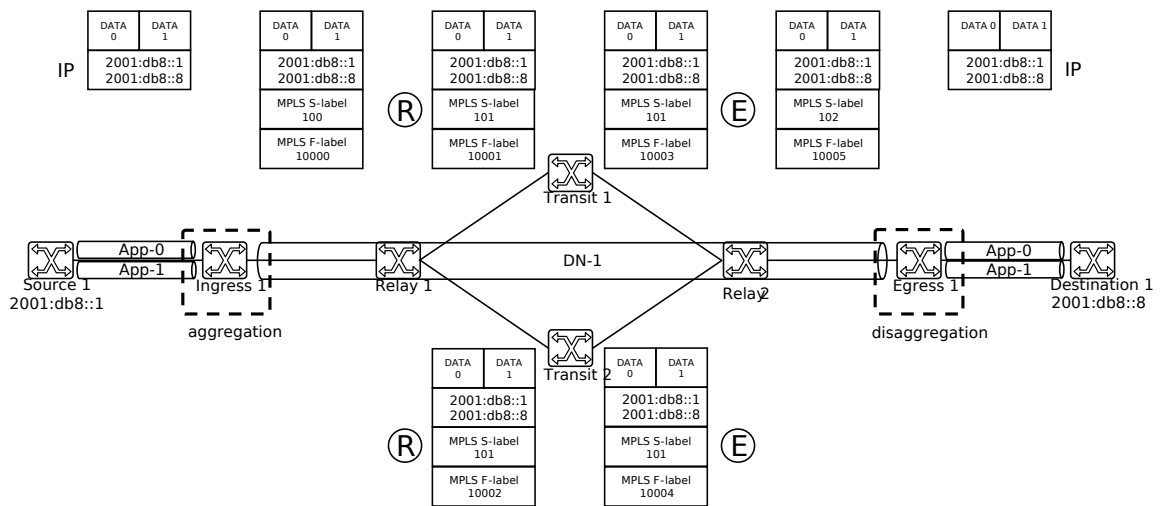 IP
DATA 0
DATA 1
2001:db8::1
2001:db8::8
DATA 0
DATA 1
2001:db8::1
2001:db8::8
MPLS S-label
100
MPLS F-label
10000
R
DATA 0
DATA 1
2001:db8::1
2001:db8::8
MPLS S-label
101
MPLS F-label
10001
DATA 0
DATA 1
2001:db8::1
2001:db8::8
MPLS S-label
101
MPLS F-label
10003
E
DATA 0
DATA 1
2001:db8::1
2001:db8::8
MPLS S-label
102
MPLS F-label
10005
DATA 0
DATA 1
2001:db8::1
2001:db8::8
IP
Transit 1
App-0
App-1
DN-1
App-0
App-1
Source 1
2001:db8::1
Ingress 1
aggregation
Relay 1
Relay 2
Egress 1
disaggregation
Destination 1
2001:db8::8
Transit 2
R
DATA 0
DATA 1
2001:db8::1
2001:db8::8
MPLS S-label
101
MPLS F-label
10002
DATA 0
DATA 1
2001:db8::1
2001:db8::8
MPLS S-label
101
MPLS F-label
10004
E